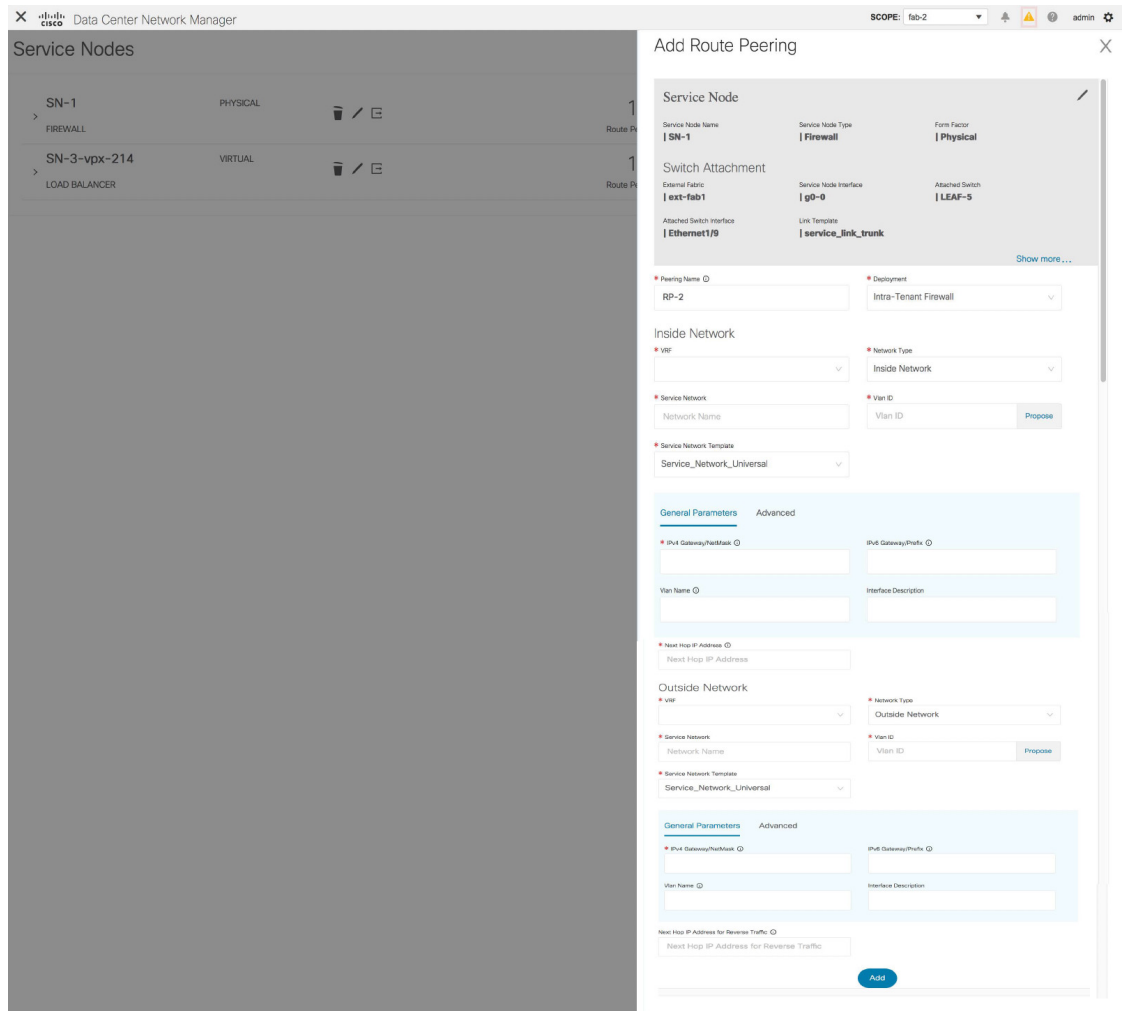 cisco Data Center Network Manager SCOPE: fab-2 admin
Service Nodes
SN-1 PHYSICAL 1
FIREWALL Route Pe
SN-3-vpx-214 VIRTUAL 1
LOAD BALANCER Route Pe
Add Route Peering X
Service Node
Service Node Name Service Node Type Form Factor
| SN-1 | Firewall | Physical
Switch Attachment
External Fabric Service Node Interface Attached Switch
| ext-fab1 | g0-0 | LEAF-5
Attached Switch Interface Link Template
| Ethernet1/9 | service_link_trunk
Show more...
* Peering Name * Deployment
RP-2 Intra-Tenant Firewall
Inside Network
* VRF * Network Type
Inside Network
* Service Network * Vlan ID
Network Name Vlan ID Propose
* Service Network Template
Service_Network_Universal
General Parameters Advanced
* IPv4 Gateway/NetMask IPv6 Gateway/Prefix
Vlan Name Interface Description
* Next Hop IP Address
Next Hop IP Address
Outside Network
* VRF * Network Type
Outside Network
* Service Network * Vlan ID
Network Name Vlan ID Propose
* Service Network Template
Service_Network_Universal
General Parameters Advanced
* IPv4 Gateway/NetMask IPv6 Gateway/Prefix
Vlan Name Interface Description
Next Hop IP Address for Reverse Traffic
Next Hop IP Address for Reverse Traffic
Add